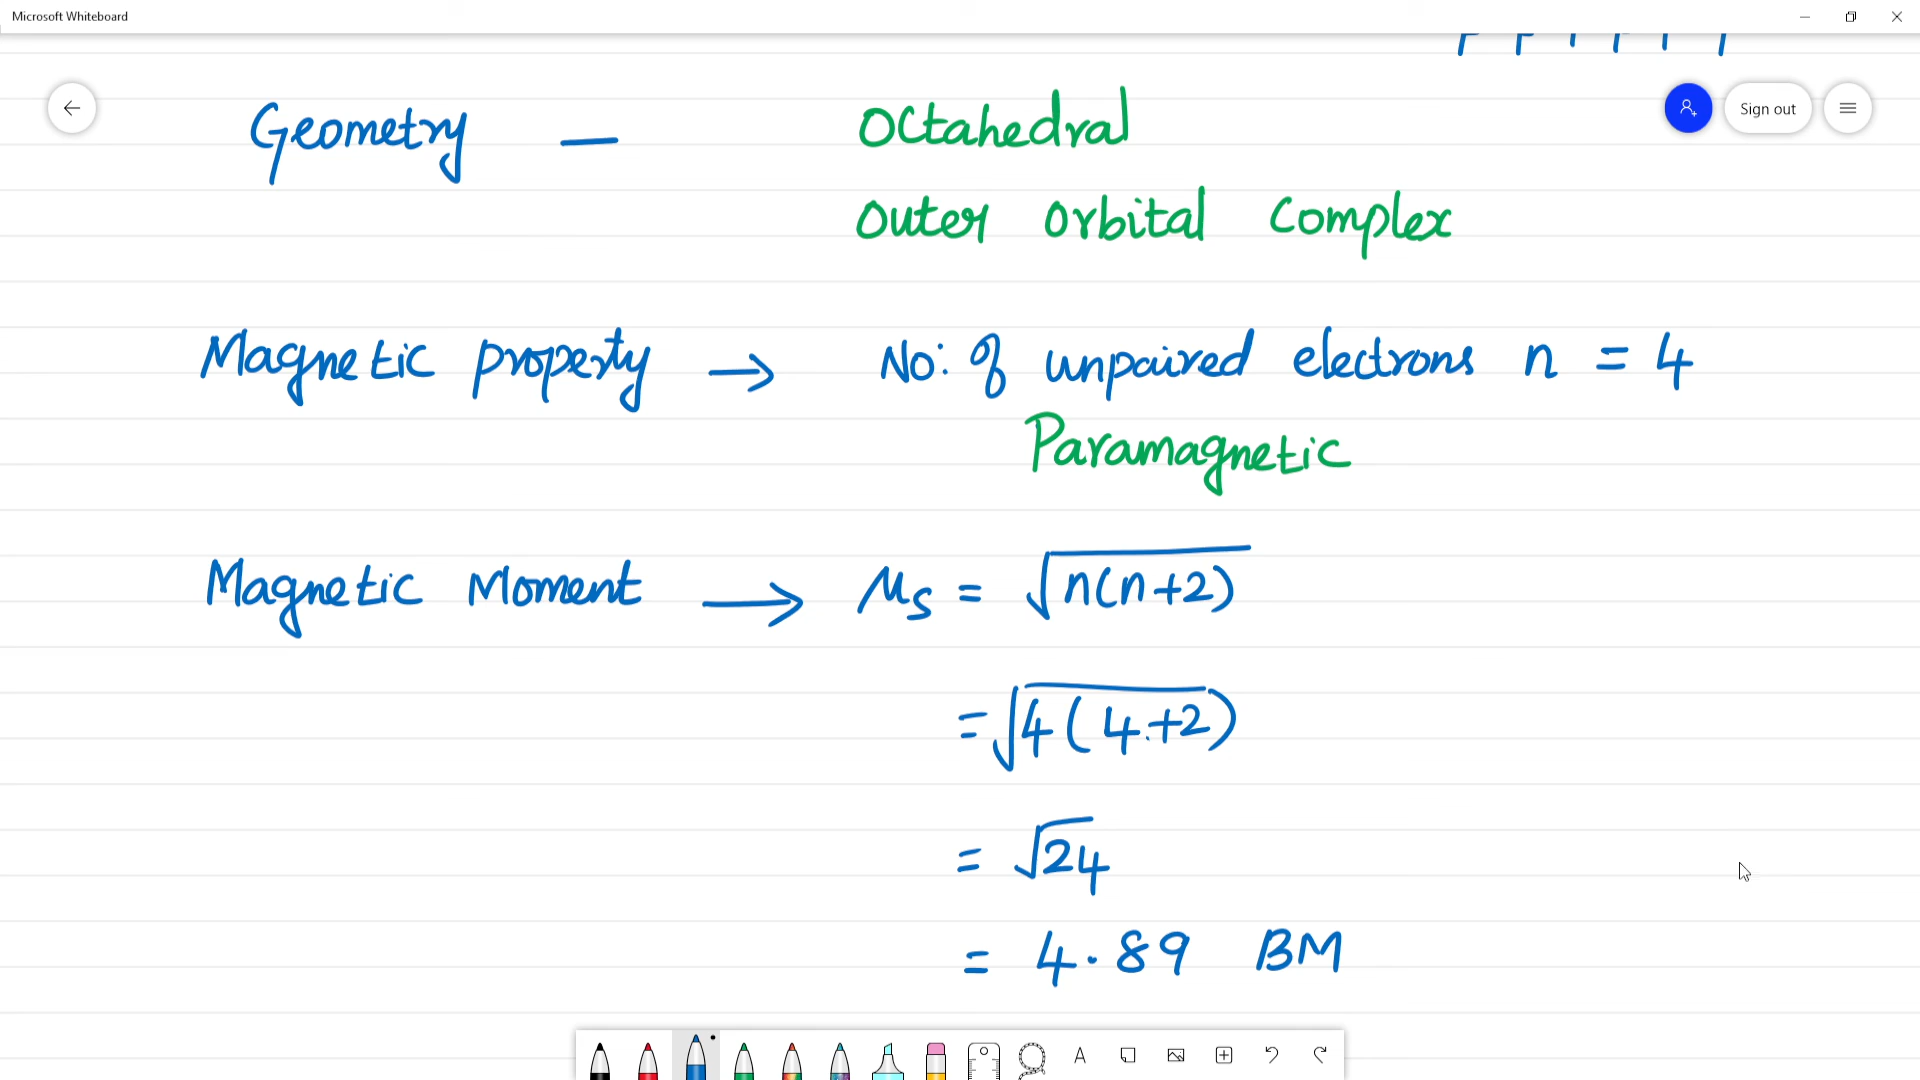 Microsoft Whiteboard
Sign out
Geometry — Octahedral
Outer orbital Complex
Magnetic property → No: of unpaired electrons n = 4
Paramagnetic
Magnetic Moment → μs = √n(n+2)
= √4(4+2)
= √24
= 4.89 BM